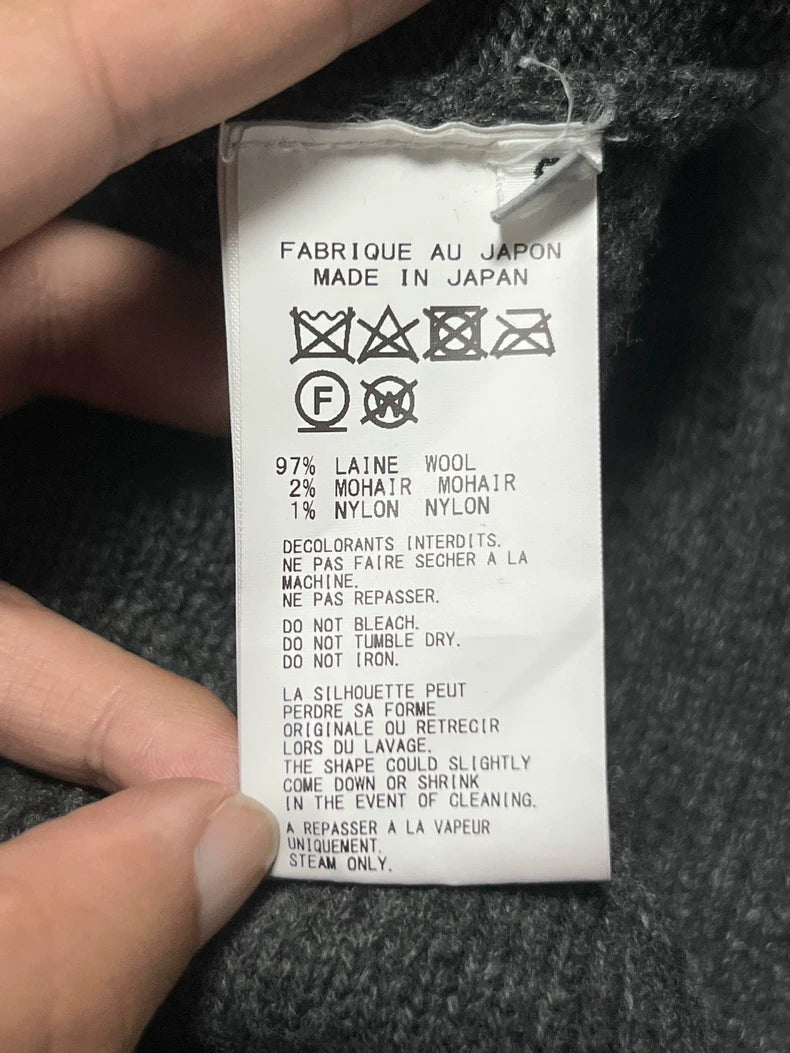 FABRIQUE AU JAPON
MADE IN JAPAN
F W
97% LAINE WOOL
2% MOHAIR MOHAIR
1% NYLON NYLON
DECOLORANTS INTERDITS.
NE PAS FAIRE SECHER A LA
MACHINE.
NE PAS REPASSER.
DO NOT BLEACH.
DO NOT TUMBLE DRY.
DO NOT IRON.
LA SILHOUETTE PEUT
PERDRE SA FORME
ORIGINALE OU RETRECIR
LORS DU LAVAGE.
THE SHAPE COULD SLIGHTLY
COME DOWN OR SHRINK
IN THE EVENT OF CLEANING.
A REPASSER A LA VAPEUR
UNIQUEMENT.
STEAM ONLY.